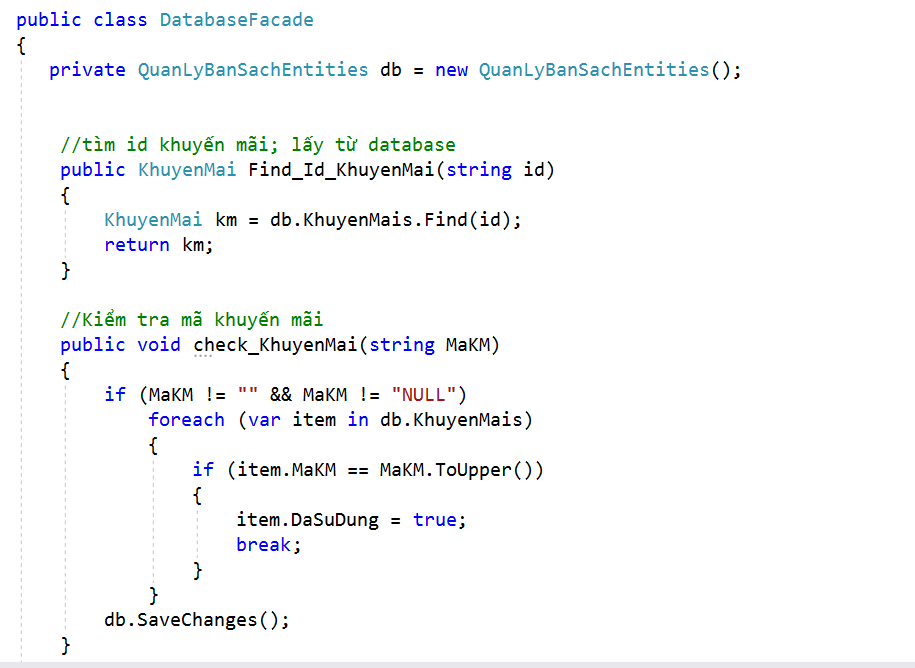 public class DatabaseFacade
{
private QuanLyBanSachEntities db = new QuanLyBanSachEntities();
//tìm id khuyến mãi; lấy từ database
public KhuyenMai Find_Id_KhuyenMai(string id)
{
KhuyenMai km = db.KhuyenMais.Find(id);
return km;
}
//Kiểm tra mã khuyến mãi
public void check_KhuyenMai(string MaKM)
{
if (MaKM != "" && MaKM != "NULL")
foreach (var item in db.KhuyenMais)
{
if (item.MaKM == MaKM.ToUpper())
{
item.DaSuDung = true;
break;
}
}
db.SaveChanges();
}